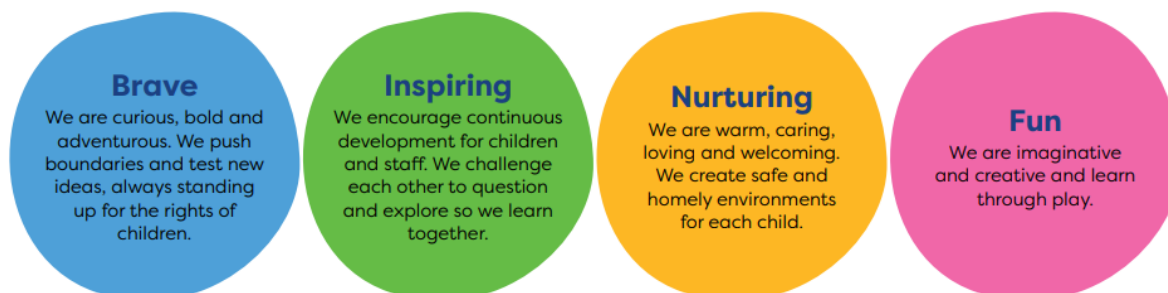 Brave
We are curious, bold and
adventurous. We push
boundaries and test new
ideas, always standing
up for the rights of
children.
Inspiring
We encourage continuous
development for children
and staff. We challenge
each other to question
and explore so we learn
together.
Nurturing
We are warm, caring,
loving and welcoming.
We create safe and
homely environments
for each child.
Fun
We are imaginative
and creative and learn
through play.